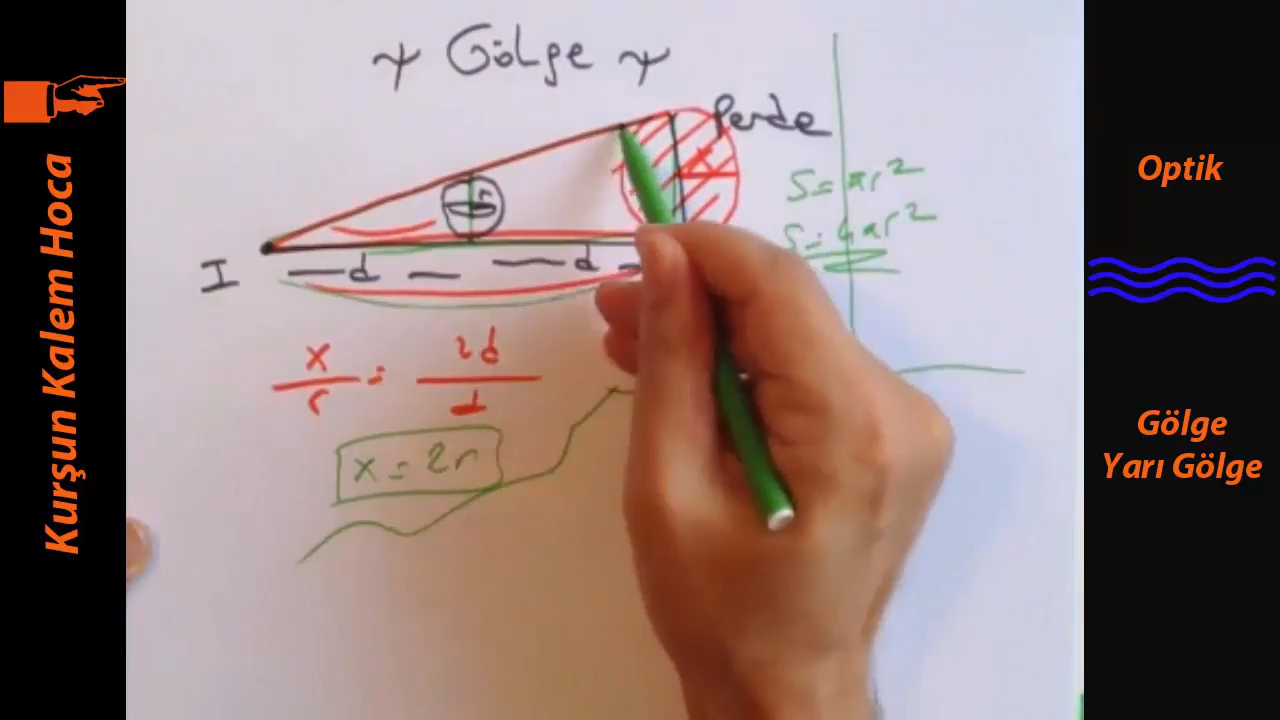 Kurşun Kalem Hoca
Gölge
Perde
r
x
I
d
d
S = πr²
S = 4πr²
x/r = 2d/d
x = 2r
Optik
Gölge
Yarı Gölge